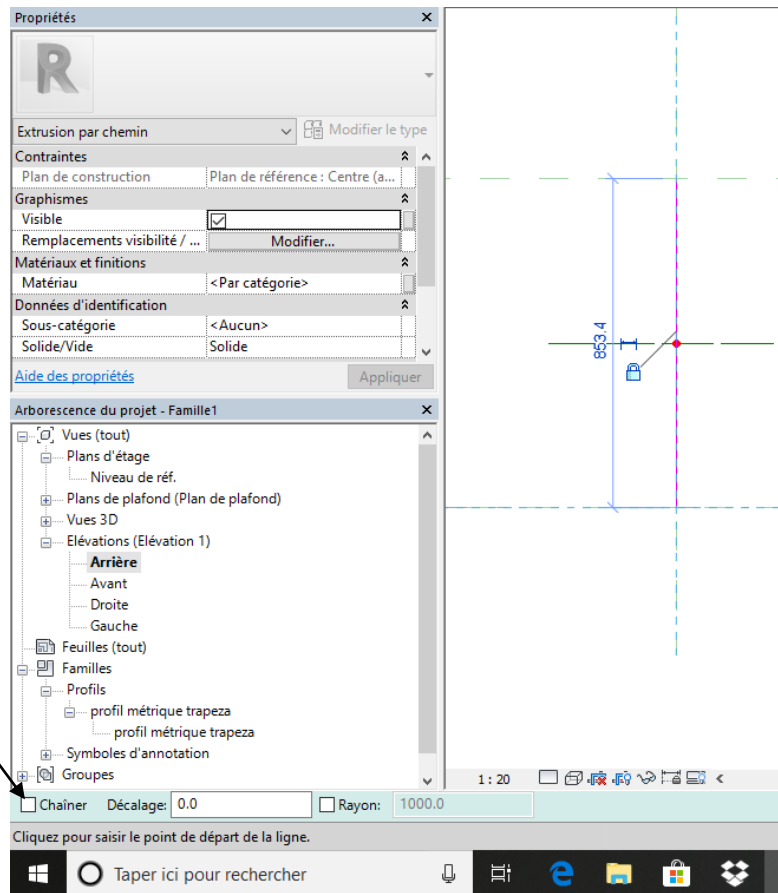 Propriétés
R
Extrusion par chemin
Modifier le type
Contraintes
Plan de construction Plan de référence : Centre (a...
Graphismes
Visible
Remplacements visibilité / ... Modifier...
Matériaux et finitions
Matériau <Par catégorie>
Données d'identification
Sous-catégorie <Aucun>
Solide/Vide Solide
Aide des propriétés Appliquer
Arborescence du projet - Famille1
Vues (tout)
Plans d'étage
Niveau de réf.
Plans de plafond (Plan de plafond)
Vues 3D
Elévations (Elévation 1)
Arrière
Avant
Droite
Gauche
Feuilles (tout)
Familles
Profils
profil métrique trapeza
profil métrique trapeza
Symboles d'annotation
Groupes
853.4
1 : 20
Chaîner Décalage: 0.0 Rayon: 1000.0
Cliquez pour saisir le point de départ de la ligne.
Taper ici pour rechercher